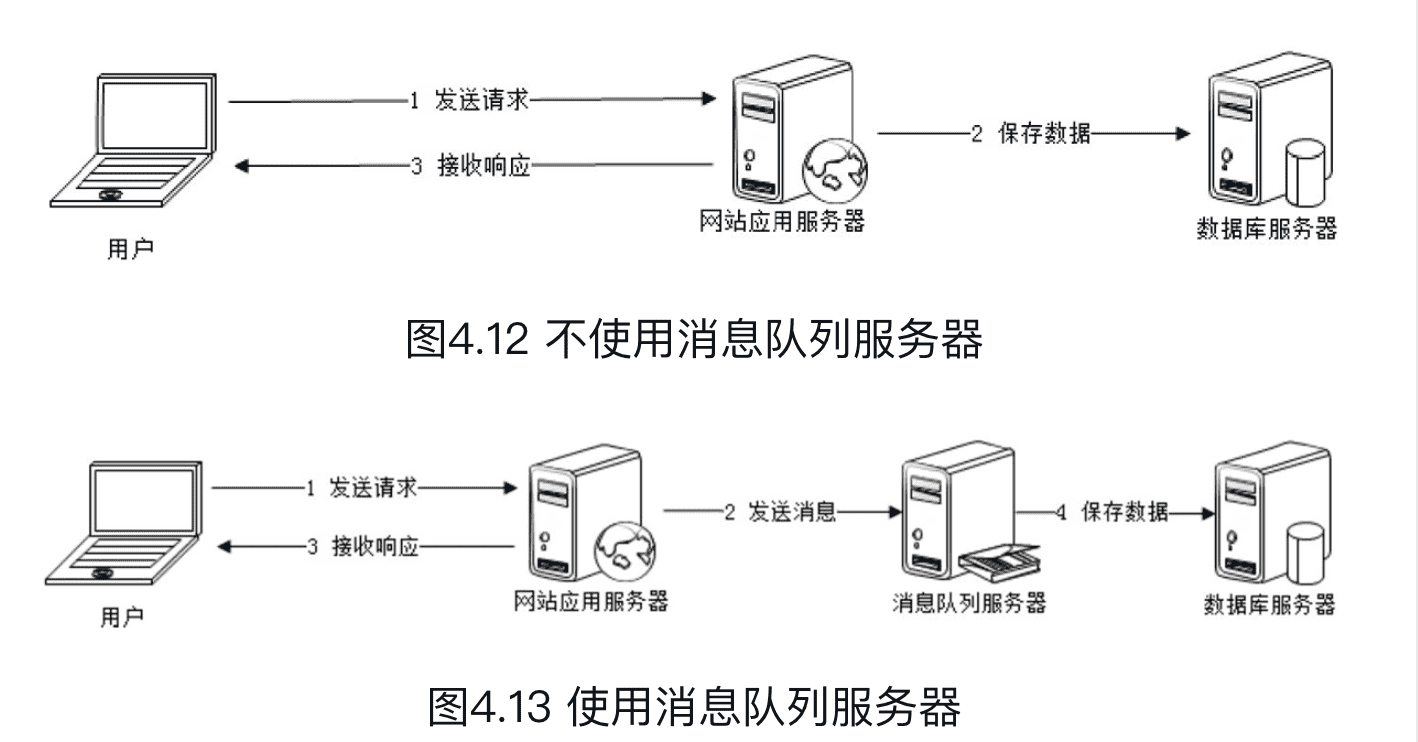 1 发送请求
2 保存数据
3 接收响应
网站应用服务器
数据库服务器
用户
图4.12 不使用消息队列服务器
1 发送请求
2 发送消息
4 保存数据
3 接收响应
网站应用服务器
消息队列服务器
数据库服务器
用户
图4.13 使用消息队列服务器